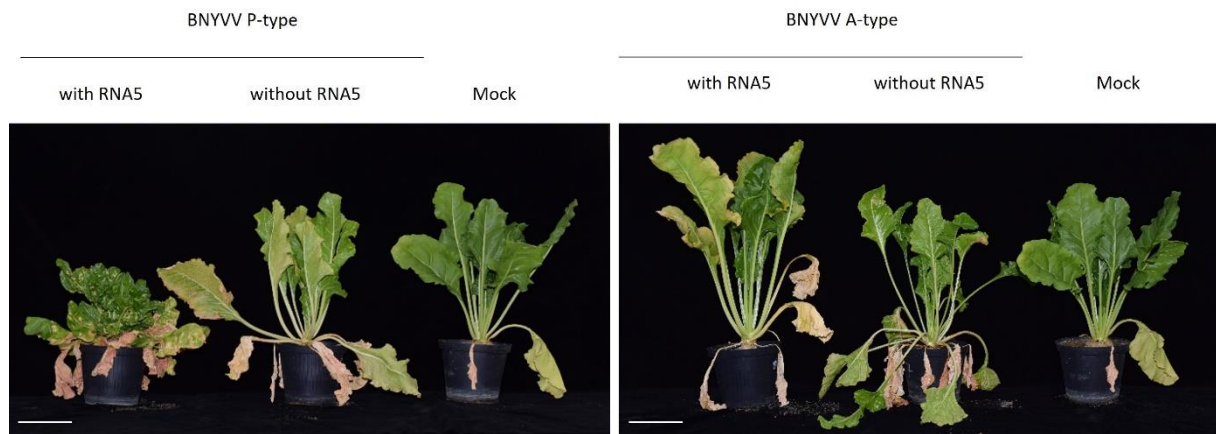 BNYVV P-type
with RNA5 without RNA5 Mock
BNYVV A-type
with RNA5 without RNA5 Mock